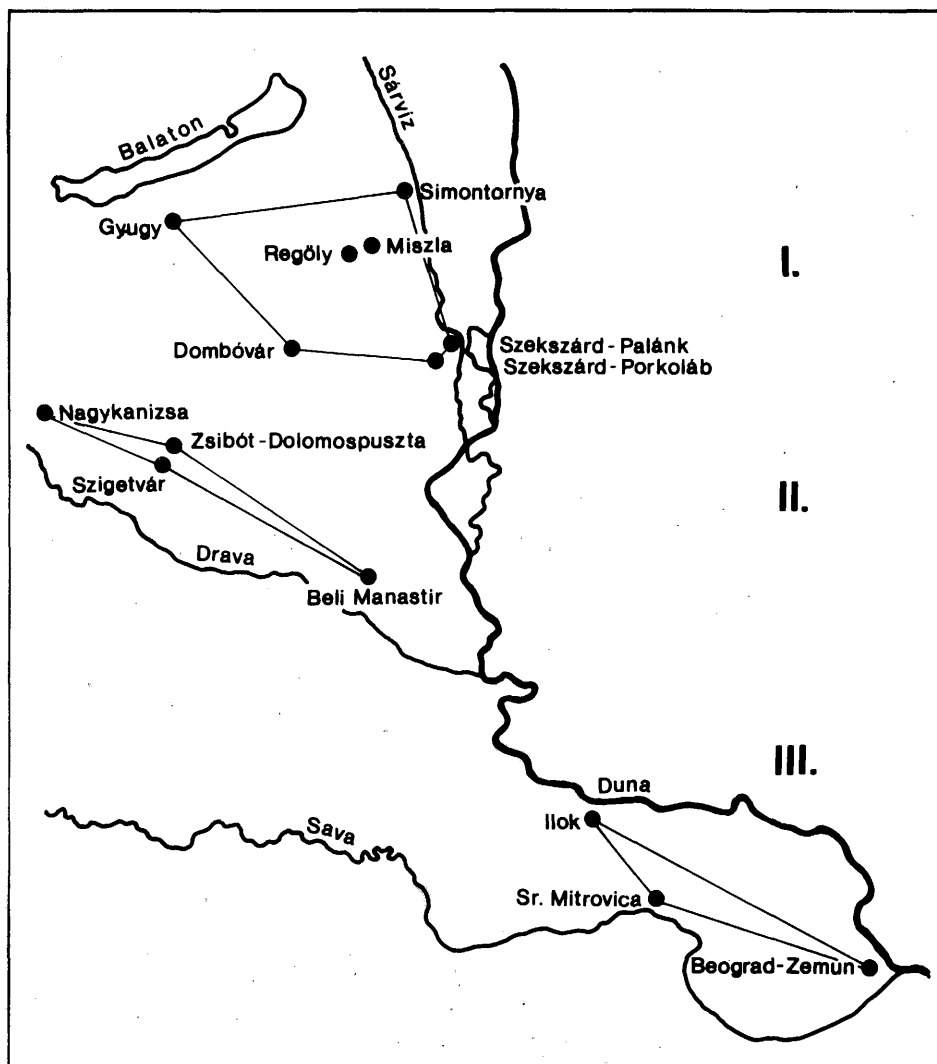 Sárvíz
Balaton
Simontornya
Gyugy
Miszla
Regöly
I.
Dombóvár
Szekszárd-Palánk
Szekszárd-Porkoláb
Nagykanizsa
Zsibót-Dolomospuszta
Szigetvár
II.
Drava
Beli Manastir
III.
Duna
Ilok
Sava
Sr. Mitrovica
Beograd-Zemun